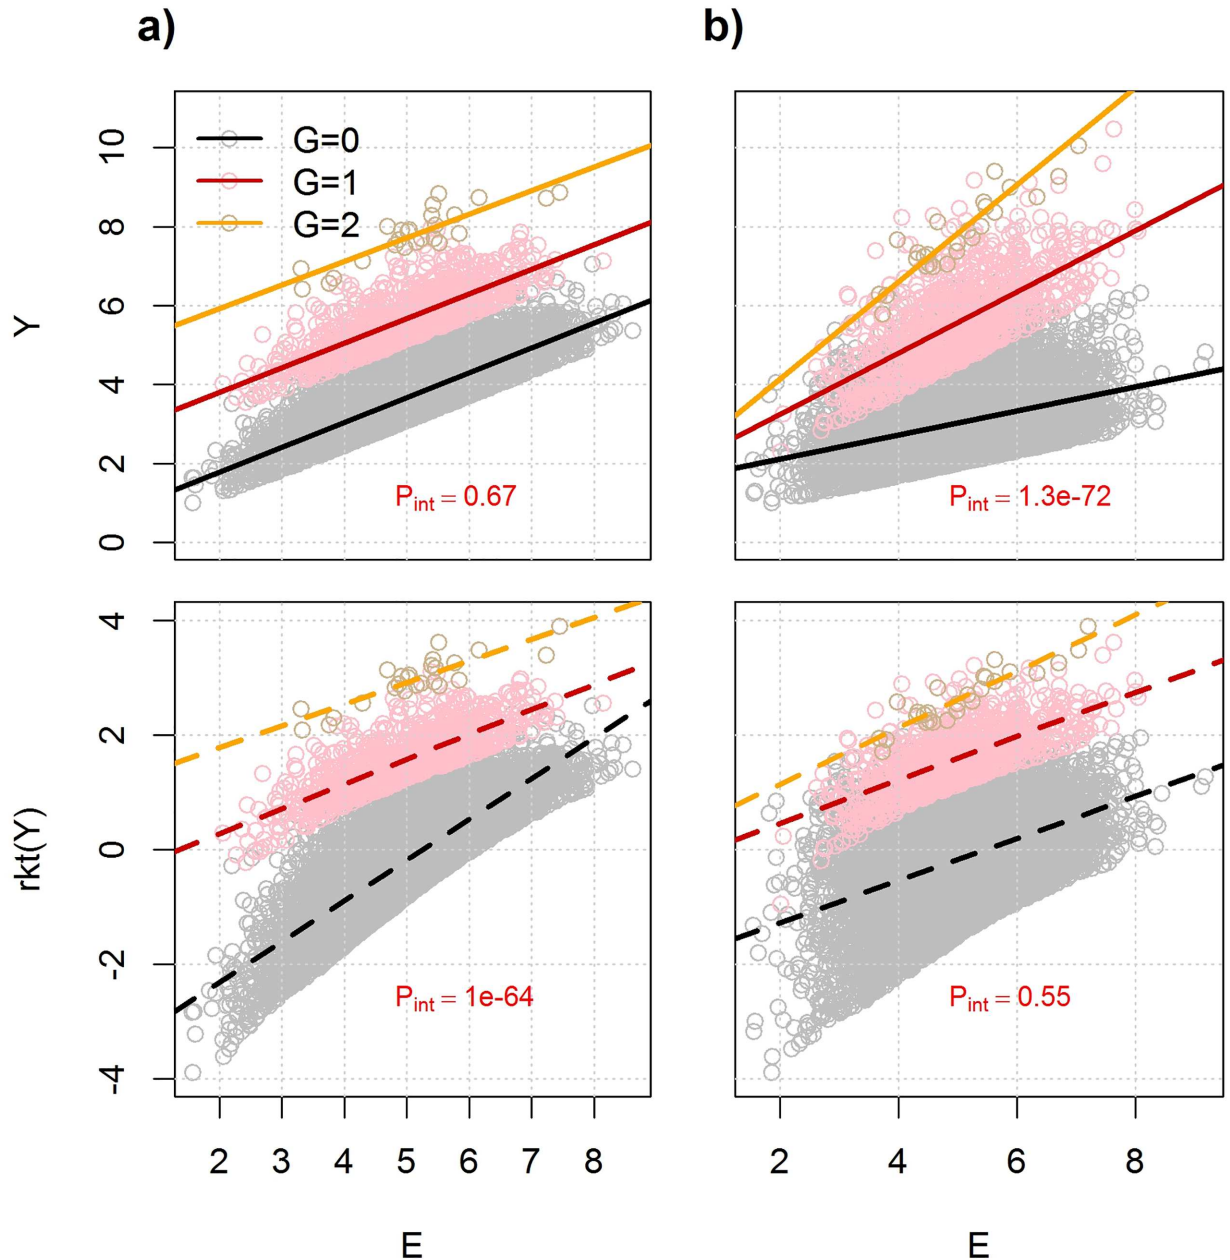 a)
b)
G=0
G=1
G=2
Y
10
8
6
4
2
0
P_int = 0.67
P_int = 1.3e-72
rkt(Y)
4
2
0
-2
-4
P_int = 1e-64
P_int = 0.55
2 3 4 5 6 7 8
2 4 6 8
E
E